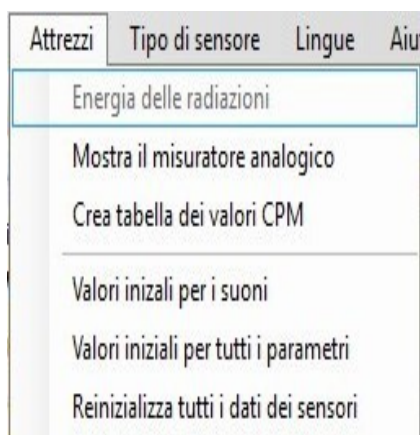 Attrezzi Tipo di sensore Lingue Aiu
Energia delle radiazioni
Mostra il misuratore analogico
Crea tabella dei valori CPM
Valori inizali per i suoni
Valori iniziali per tutti i parametri
Reinizializza tutti i dati dei sensori